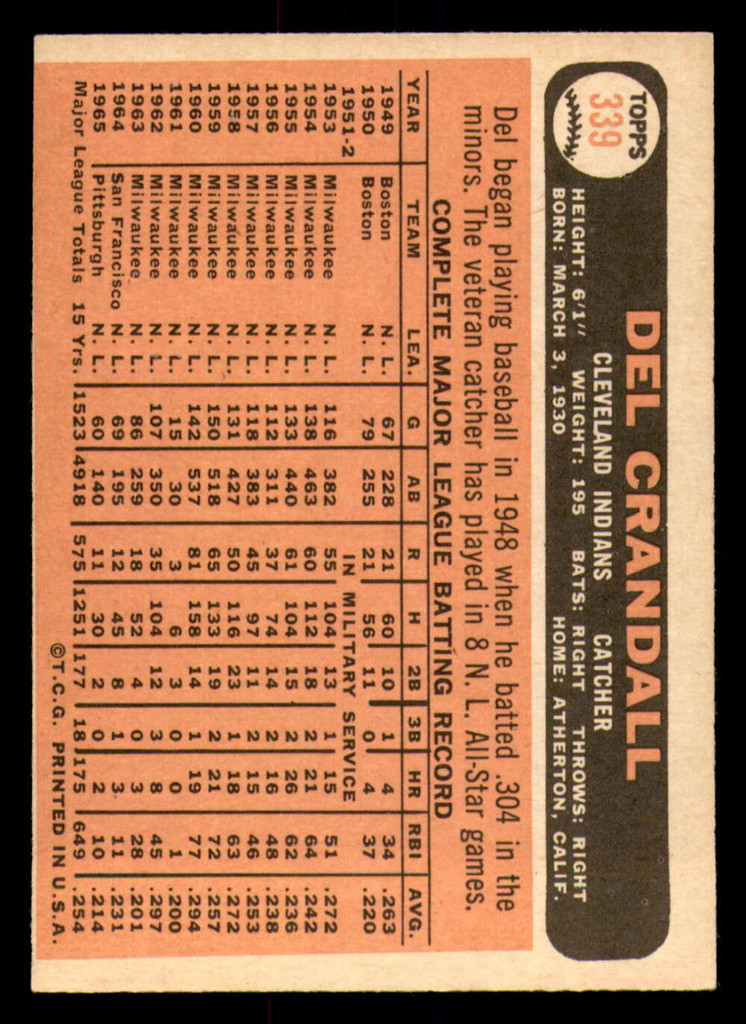 TOPPS
339
DEL CRANDALL
CLEVELAND INDIANS CATCHER
HEIGHT: 6'1" WEIGHT: 195 BATS: RIGHT THROWS: RIGHT
BORN: MARCH 3, 1930 HOME: ATHERTON, CALIF.
Del began playing baseball in 1948 when he batted .304 in the
minors. The veteran catcher has played in 8 N. L. All-Star games.
COMPLETE MAJOR LEAGUE BATTING RECORD
YEAR TEAM LEA. G AB R H 2B 3B HR RBI AVG.
1949 Boston N. L. 67 228 21 60 10 1 4 34 .263
1950 Boston N. L. 79 255 21 56 11 0 4 37 .220
1951-2 IN MILITARY SERVICE
1953 Milwaukee N. L. 116 382 55 104 13 1 15 51 .272
1954 Milwaukee N. L. 138 463 60 112 18 2 21 64 .242
1955 Milwaukee N. L. 133 440 61 104 15 2 26 62 .236
1956 Milwaukee N. L. 112 311 37 74 14 2 16 48 .238
1957 Milwaukee N. L. 118 383 45 97 11 2 15 46 .253
1958 Milwaukee N. L. 131 427 50 116 23 1 18 63 .272
1959 Milwaukee N. L. 150 518 65 133 19 2 21 72 .257
1960 Milwaukee N. L. 142 537 81 158 14 1 19 77 .294
1961 Milwaukee N. L. 15 30 3 6 3 0 0 1 .200
1962 Milwaukee N. L. 107 350 35 104 12 3 8 45 .297
1963 Milwaukee N. L. 86 259 18 52 4 0 3 28 .201
1964 San Francisco N. L. 69 195 12 45 8 1 3 11 .231
1965 Pittsburgh N. L. 60 140 11 30 2 0 2 10 .214
Major League Totals 15 Yrs. 1523 4918 575 1251 177 18 175 649 .254
©T.C.G. PRINTED IN U.S.A.